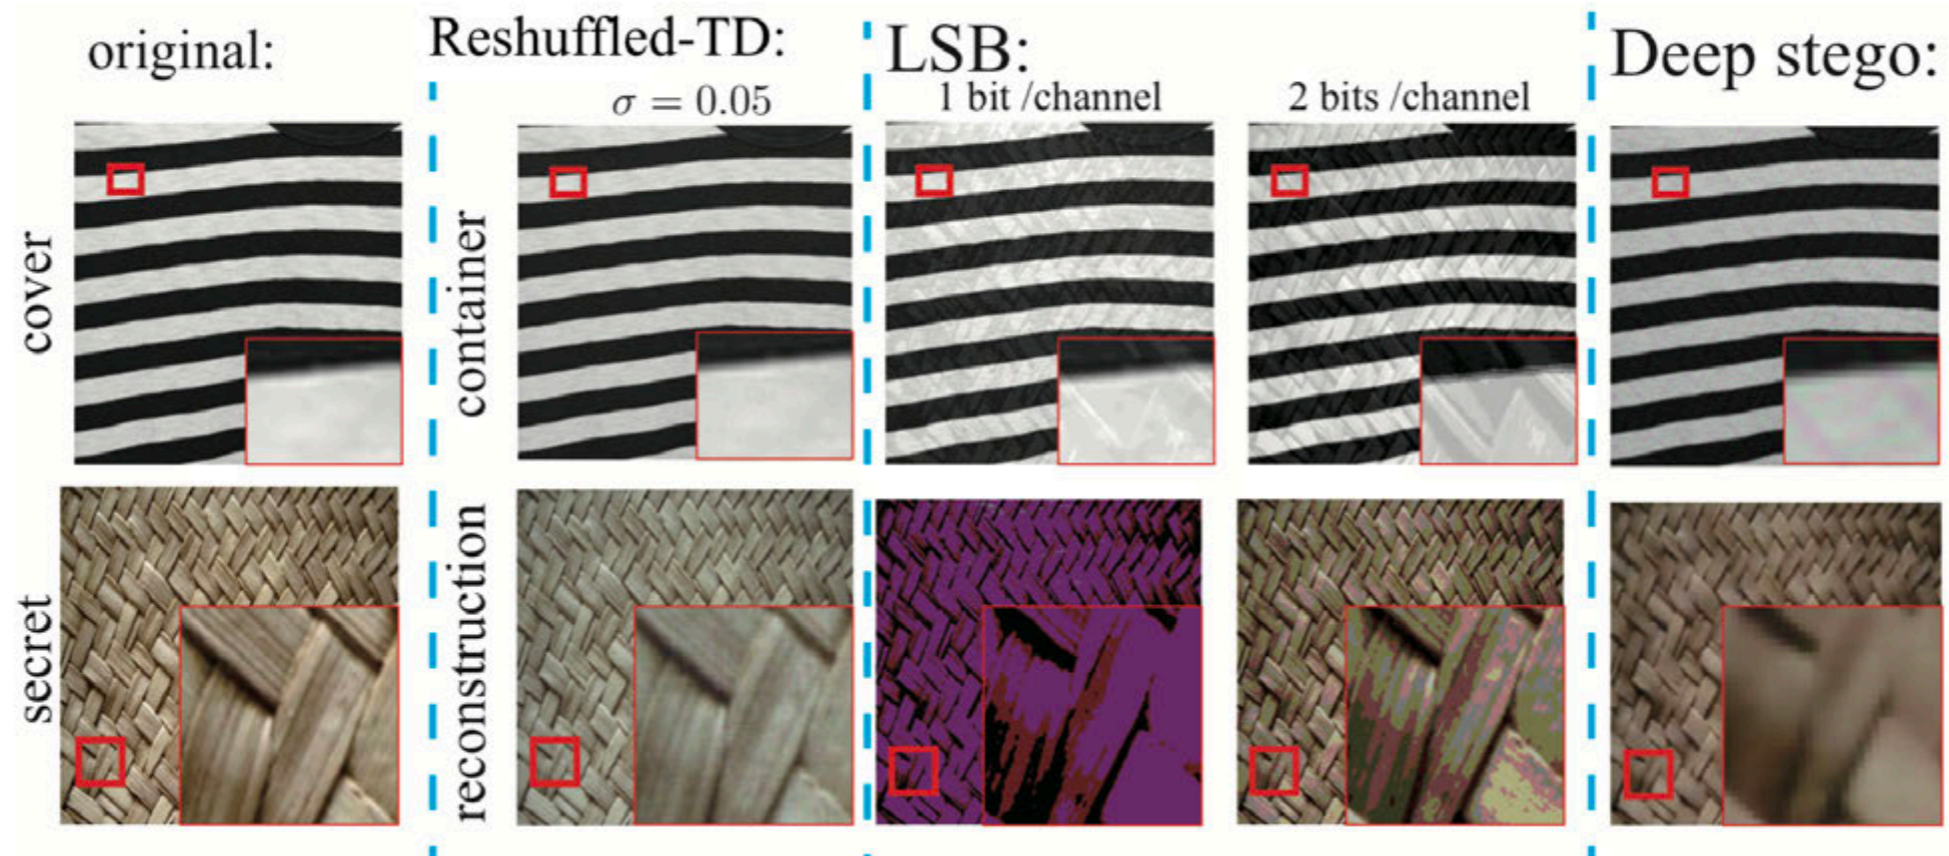 original:
Reshuffled-TD:
LSB:
Deep stego:
σ = 0.05
1 bit /channel
2 bits /channel
cover
container
secret
reconstruction